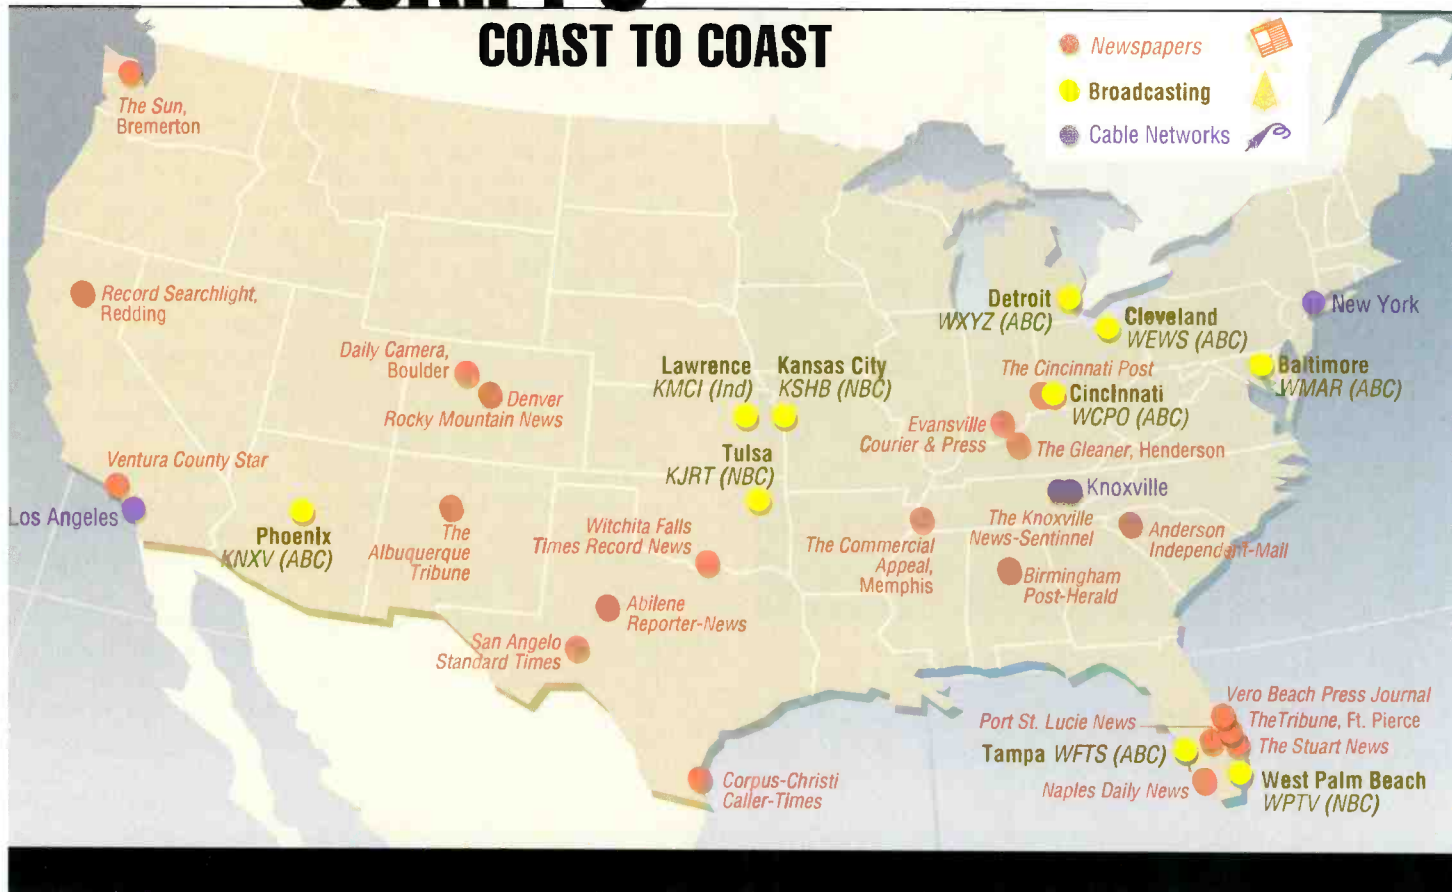 COAST TO COAST
Newspapers
Broadcasting
Cable Networks
The Sun,
Bremerton
Record Searchlight,
Redding
Daily Camera,
Boulder
Denver
Rocky Mountain News
Ventura County Star
Los Angeles
Phoenix
KNXV (ABC)
The
Albuquerque
Tribune
Lawrence
KMCI (Ind)
Kansas City
KSHB (NBC)
Tulsa
KJRT (NBC)
Witchita Falls
Times Record News
Abilene
Reporter-News
San Angelo
Standard Times
Corpus-Christi
Caller-Times
Detroit
WXYZ (ABC)
Cleveland
WEWS (ABC)
New York
Baltimore
WMAR (ABC)
The Cincinnati Post
Cincinnati
WCPO (ABC)
Evansville
Courier & Press
The Gleaner, Henderson
Knoxville
The Knoxville
News-Sentinnel
Anderson
Independant-Mail
The Commercial
Appeal,
Memphis
Birmingham
Post-Herald
Vero Beach Press Journal
Port St. Lucie News
TheTribune, Ft. Pierce
The Stuart News
Tampa WFTS (ABC)
Naples Daily News
West Palm Beach
WPTV (NBC)